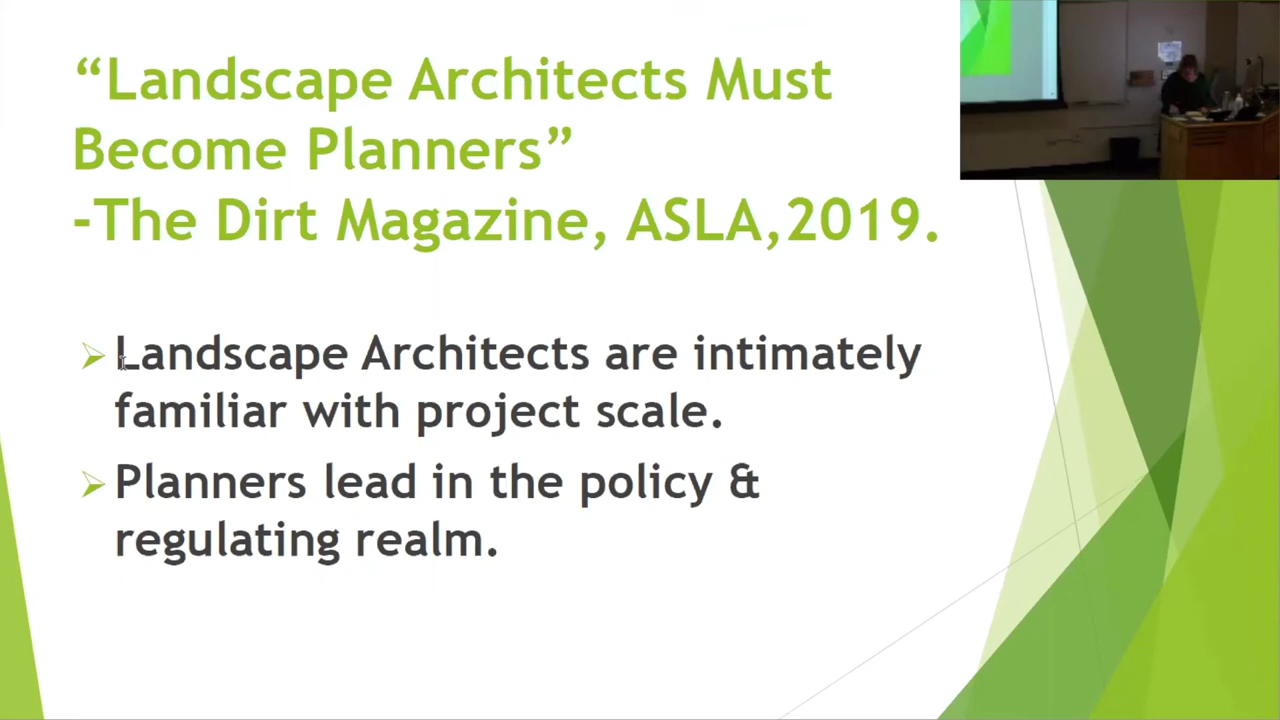 “Landscape Architects Must
Become Planners”
-The Dirt Magazine, ASLA,2019.
Landscape Architects are intimately
familiar with project scale.
Planners lead in the policy &
regulating realm.